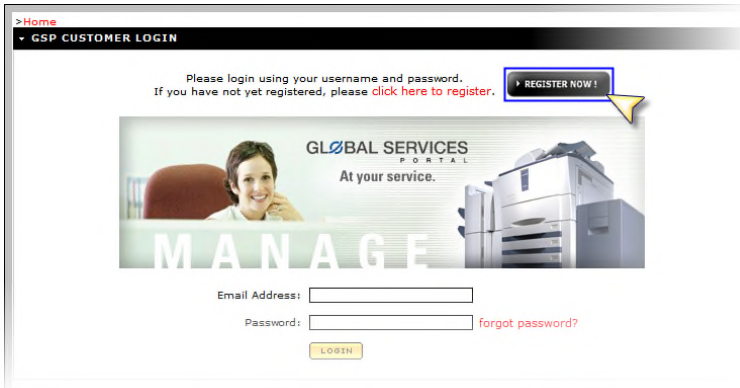 >Home
GSP CUSTOMER LOGIN
Please login using your username and password.
If you have not yet registered, please click here to register.
REGISTER NOW !
GLØBAL SERVICES
PORTAL
At your service.
MANAGE
Email Address:
Password:
forgot password?
LOGIN